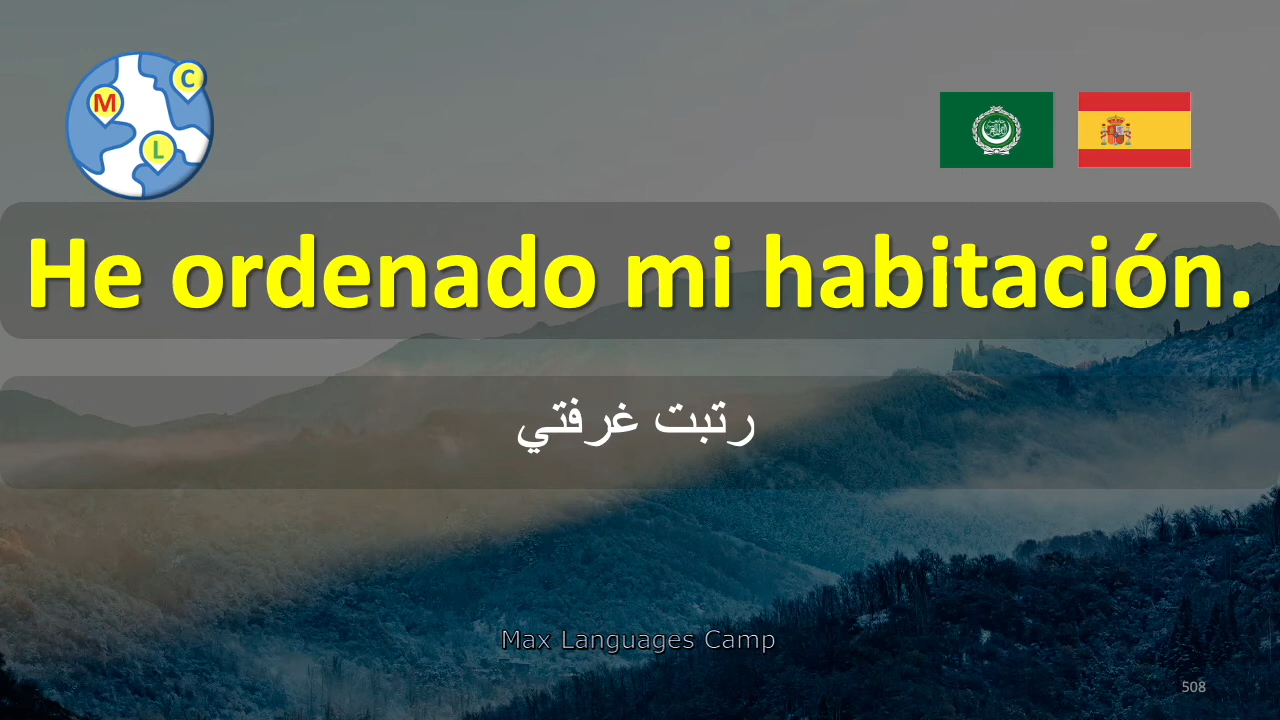 M
C
L
He ordenado mi habitación.
رتبت غرفتي
Max Languages Camp
508